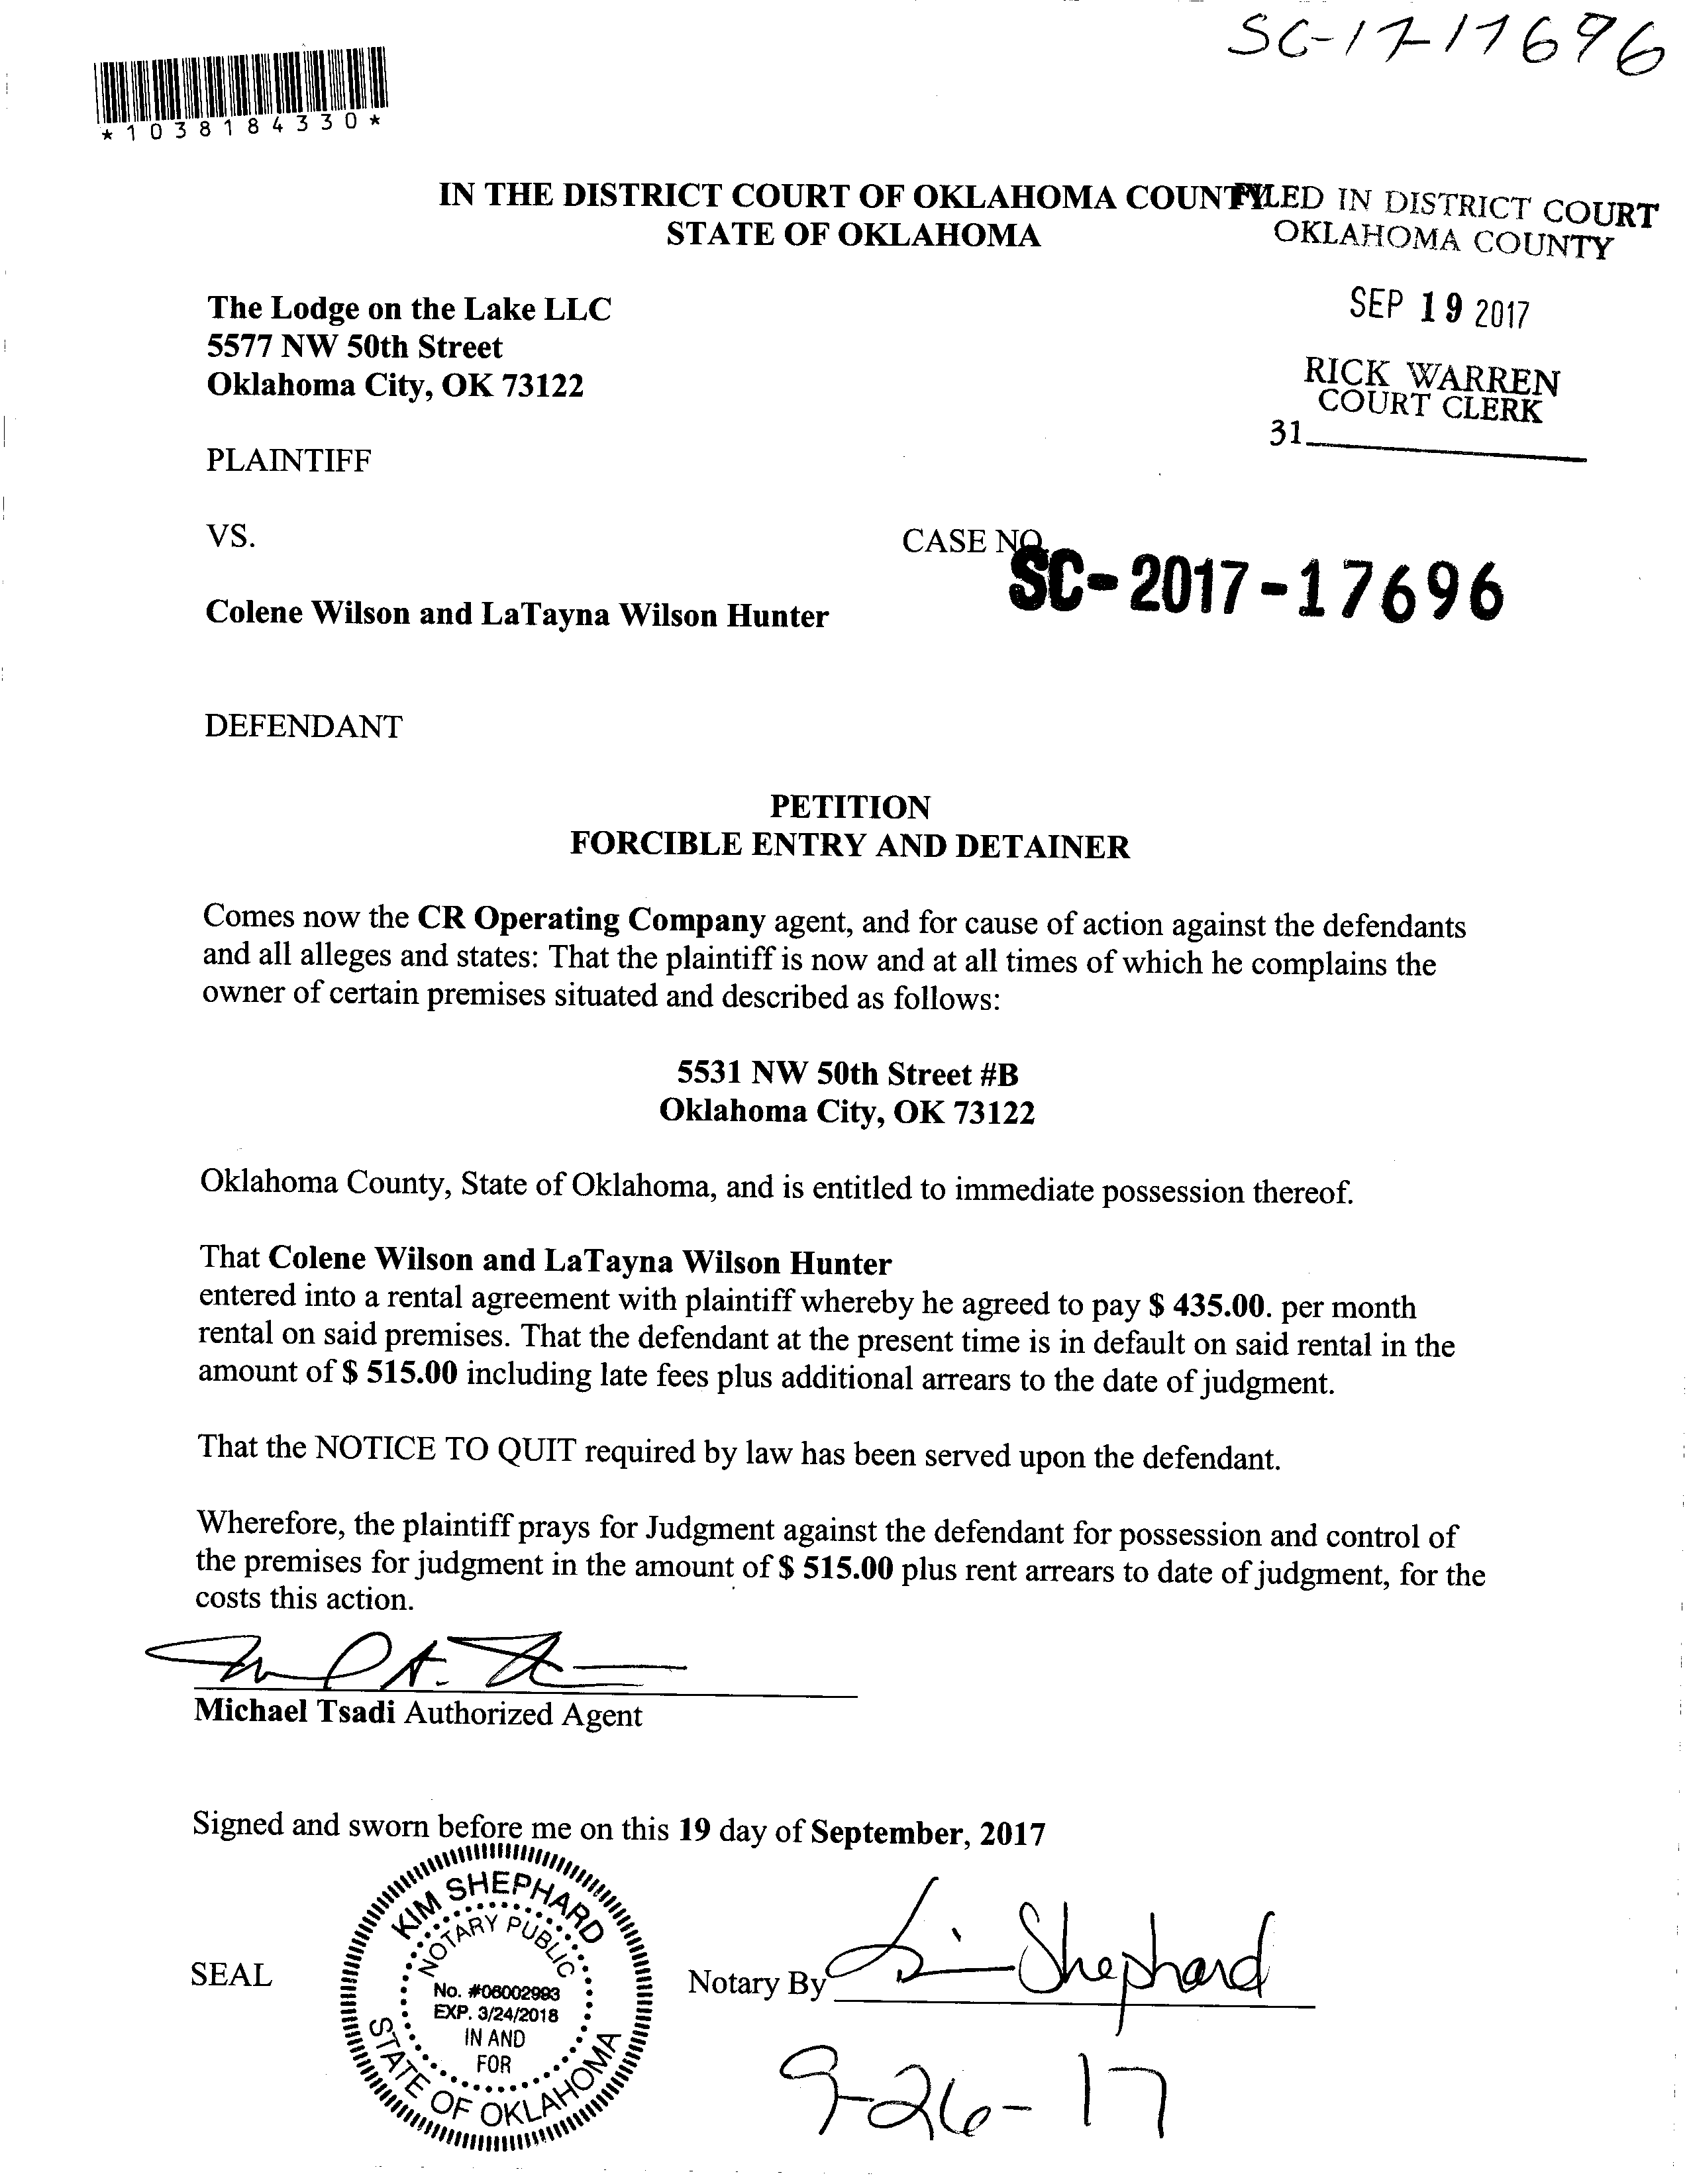 SC-17-17696
*1038184330*
IN THE DISTRICT COURT OF OKLAHOMA COUNTY
STATE OF OKLAHOMA
FILED IN DISTRICT COURT
OKLAHOMA COUNTY
SEP 19 2017
RICK WARREN
COURT CLERK
31
The Lodge on the Lake LLC
5577 NW 50th Street
Oklahoma City, OK 73122
PLAINTIFF
VS.
CASE NO.
SC-2017-17696
Colene Wilson and LaTayna Wilson Hunter
DEFENDANT
PETITION
FORCIBLE ENTRY AND DETAINER
Comes now the CR Operating Company agent, and for cause of action against the defendants
and all alleges and states: That the plaintiff is now and at all times of which he complains the
owner of certain premises situated and described as follows:
5531 NW 50th Street #B
Oklahoma City, OK 73122
Oklahoma County, State of Oklahoma, and is entitled to immediate possession thereof.
That Colene Wilson and LaTayna Wilson Hunter
entered into a rental agreement with plaintiff whereby he agreed to pay $ 435.00. per month
rental on said premises. That the defendant at the present time is in default on said rental in the
amount of $ 515.00 including late fees plus additional arrears to the date of judgment.
That the NOTICE TO QUIT required by law has been served upon the defendant.
Wherefore, the plaintiff prays for Judgment against the defendant for possession and control of
the premises for judgment in the amount of $ 515.00 plus rent arrears to date of judgment, for the
costs this action.
Michael Tsadi Authorized Agent
Signed and sworn before me on this 19 day of September, 2017
SEAL
KIM SHEPHARD
NOTARY PUBLIC
No. #06002993
EXP. 3/24/2018
IN AND
FOR
STATE OF OKLAHOMA
Notary By Kim Shephard
9-26-17